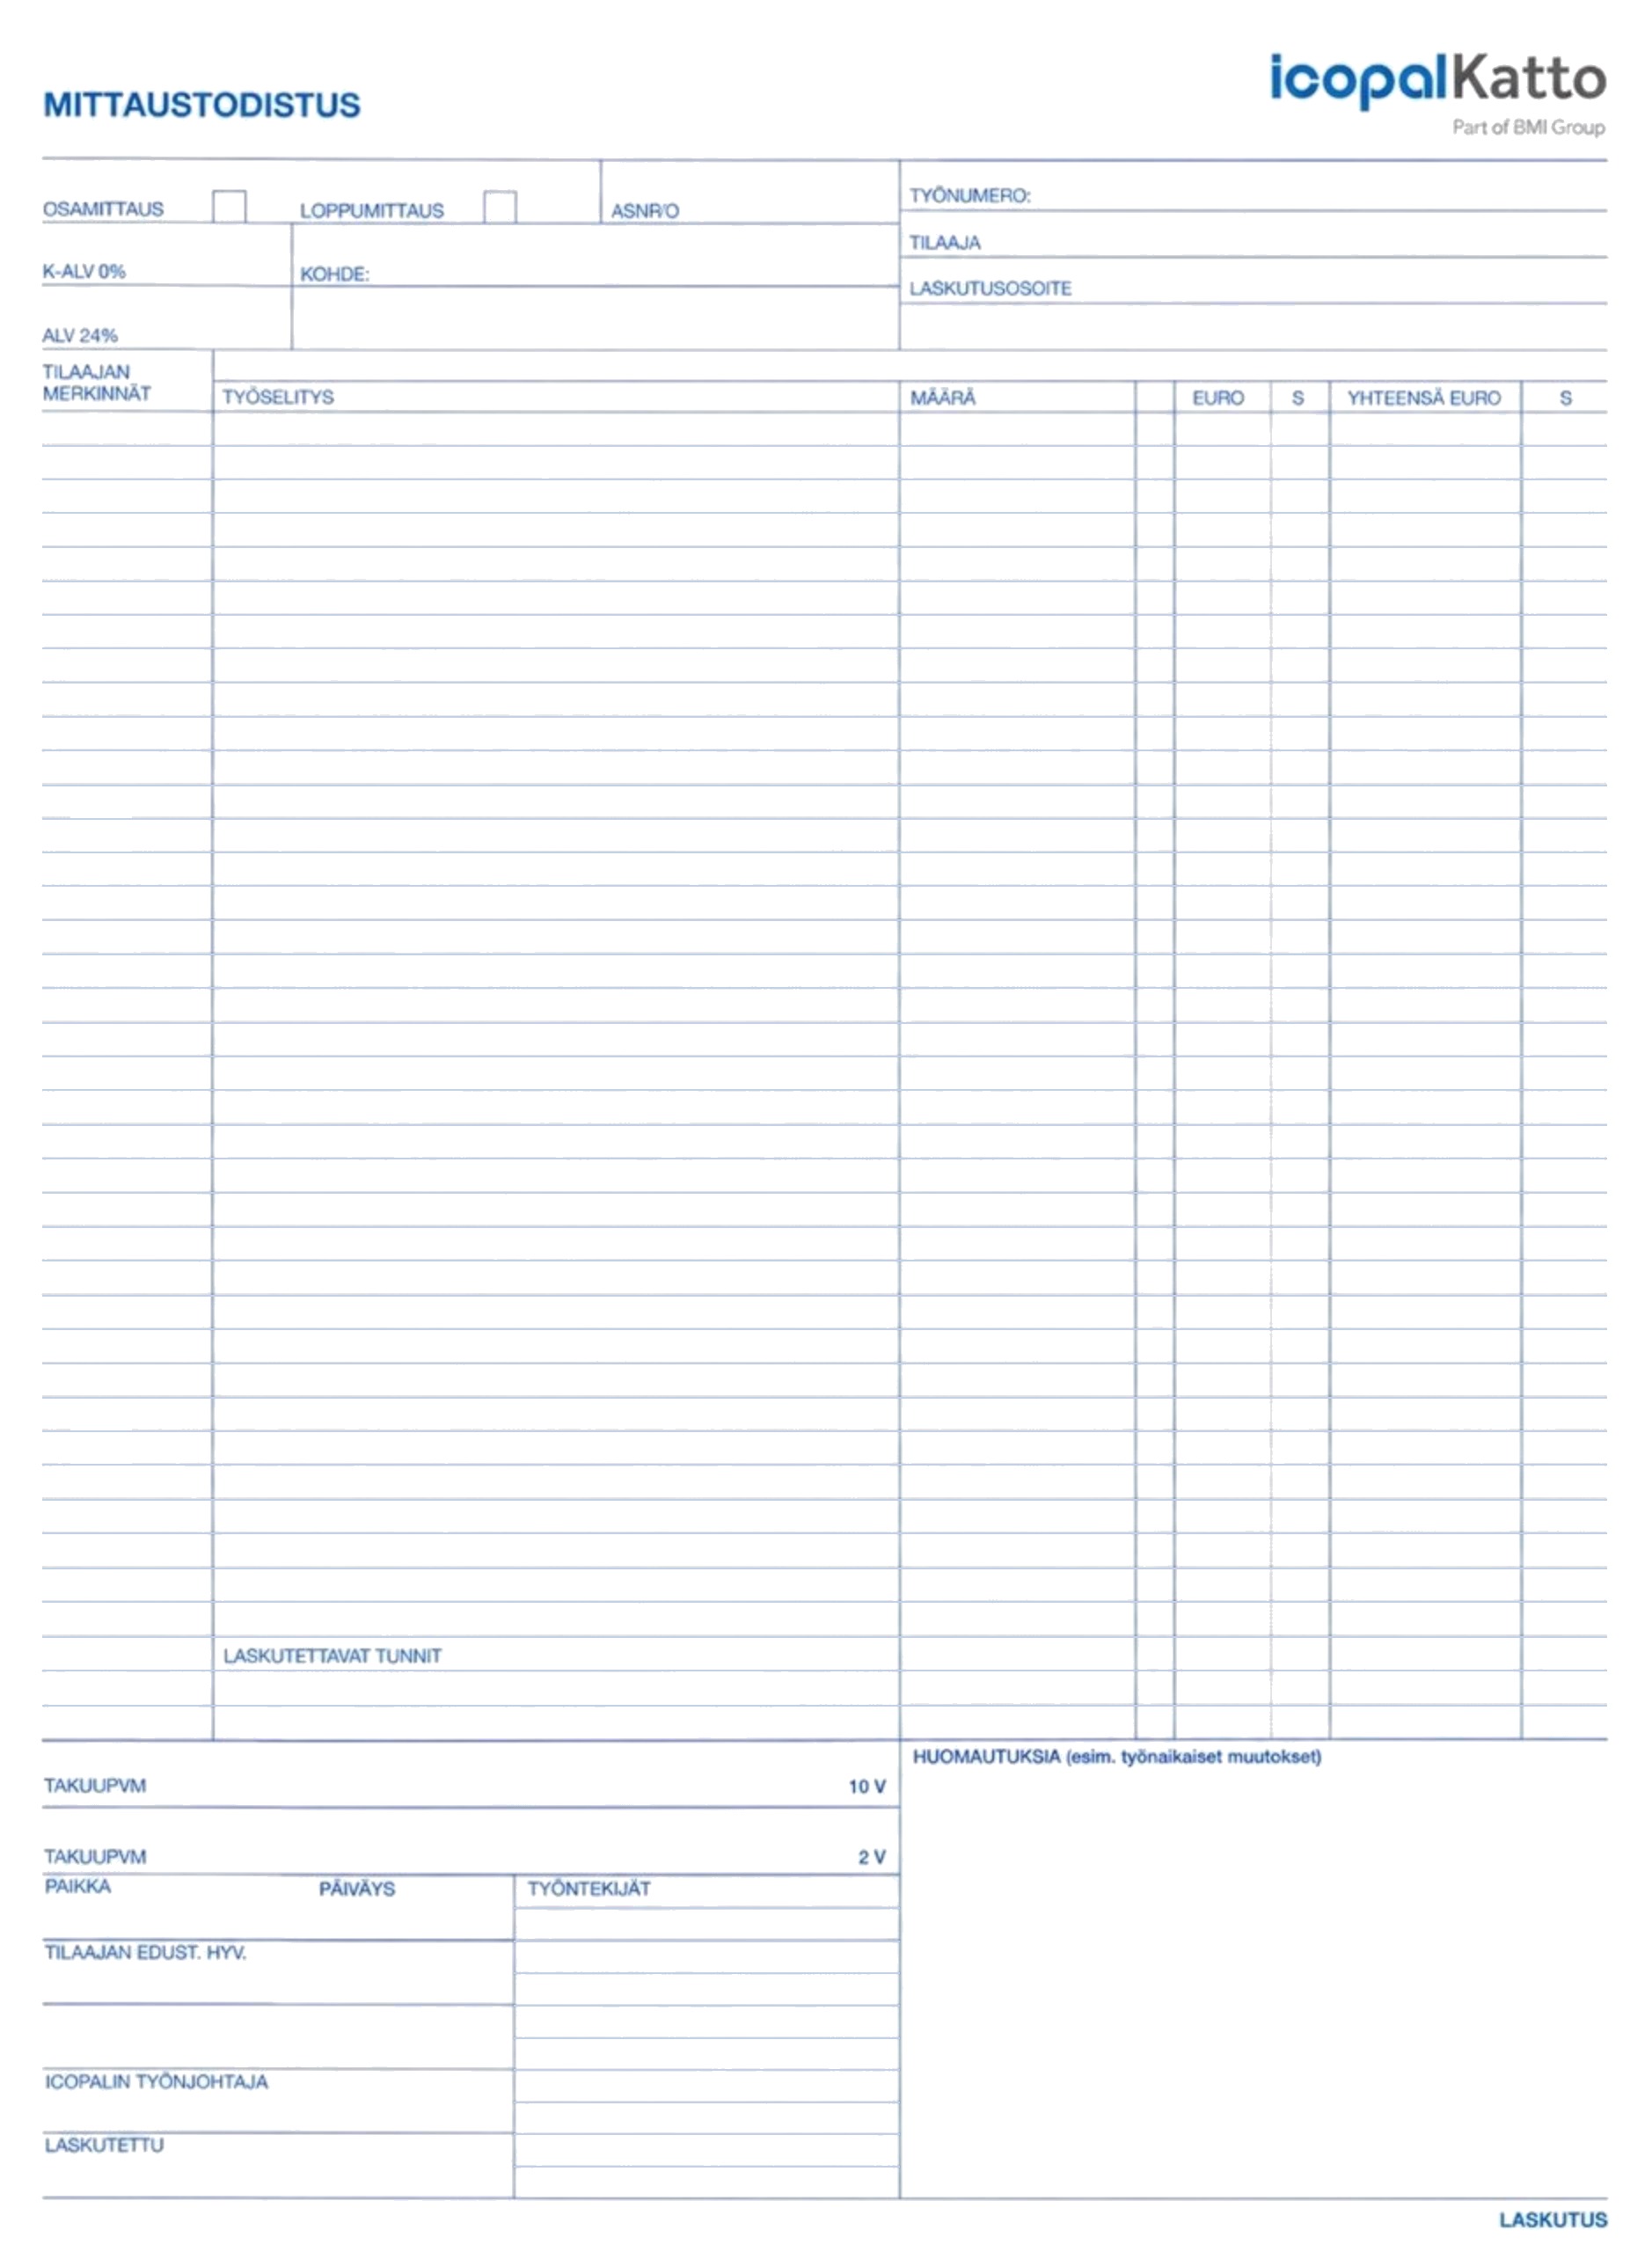 MITTAUSTODISTUS
icopalKatto
Part of BMI Group
OSAMITTAUS LOPPUMITTAUS ASNR/O
TYÖNUMERO:
TILAAJA
K-ALV 0% KOHDE:
LASKUTUSOSOITE
ALV 24%
TILAAJAN
MERKINNÄT TYÖSELITYS MÄÄRÄ EURO S YHTEENSÄ EURO S
LASKUTETTAVAT TUNNIT
HUOMAUTUKSIA (esim. työnaikaiset muutokset)
TAKUUPVM 10 V
TAKUUPVM 2 V
PAIKKA PÄIVÄYS TYÖNTEKIJÄT
TILAAJAN EDUST. HYV.
ICOPALIN TYÖNJOHTAJA
LASKUTETTU
LASKUTUS